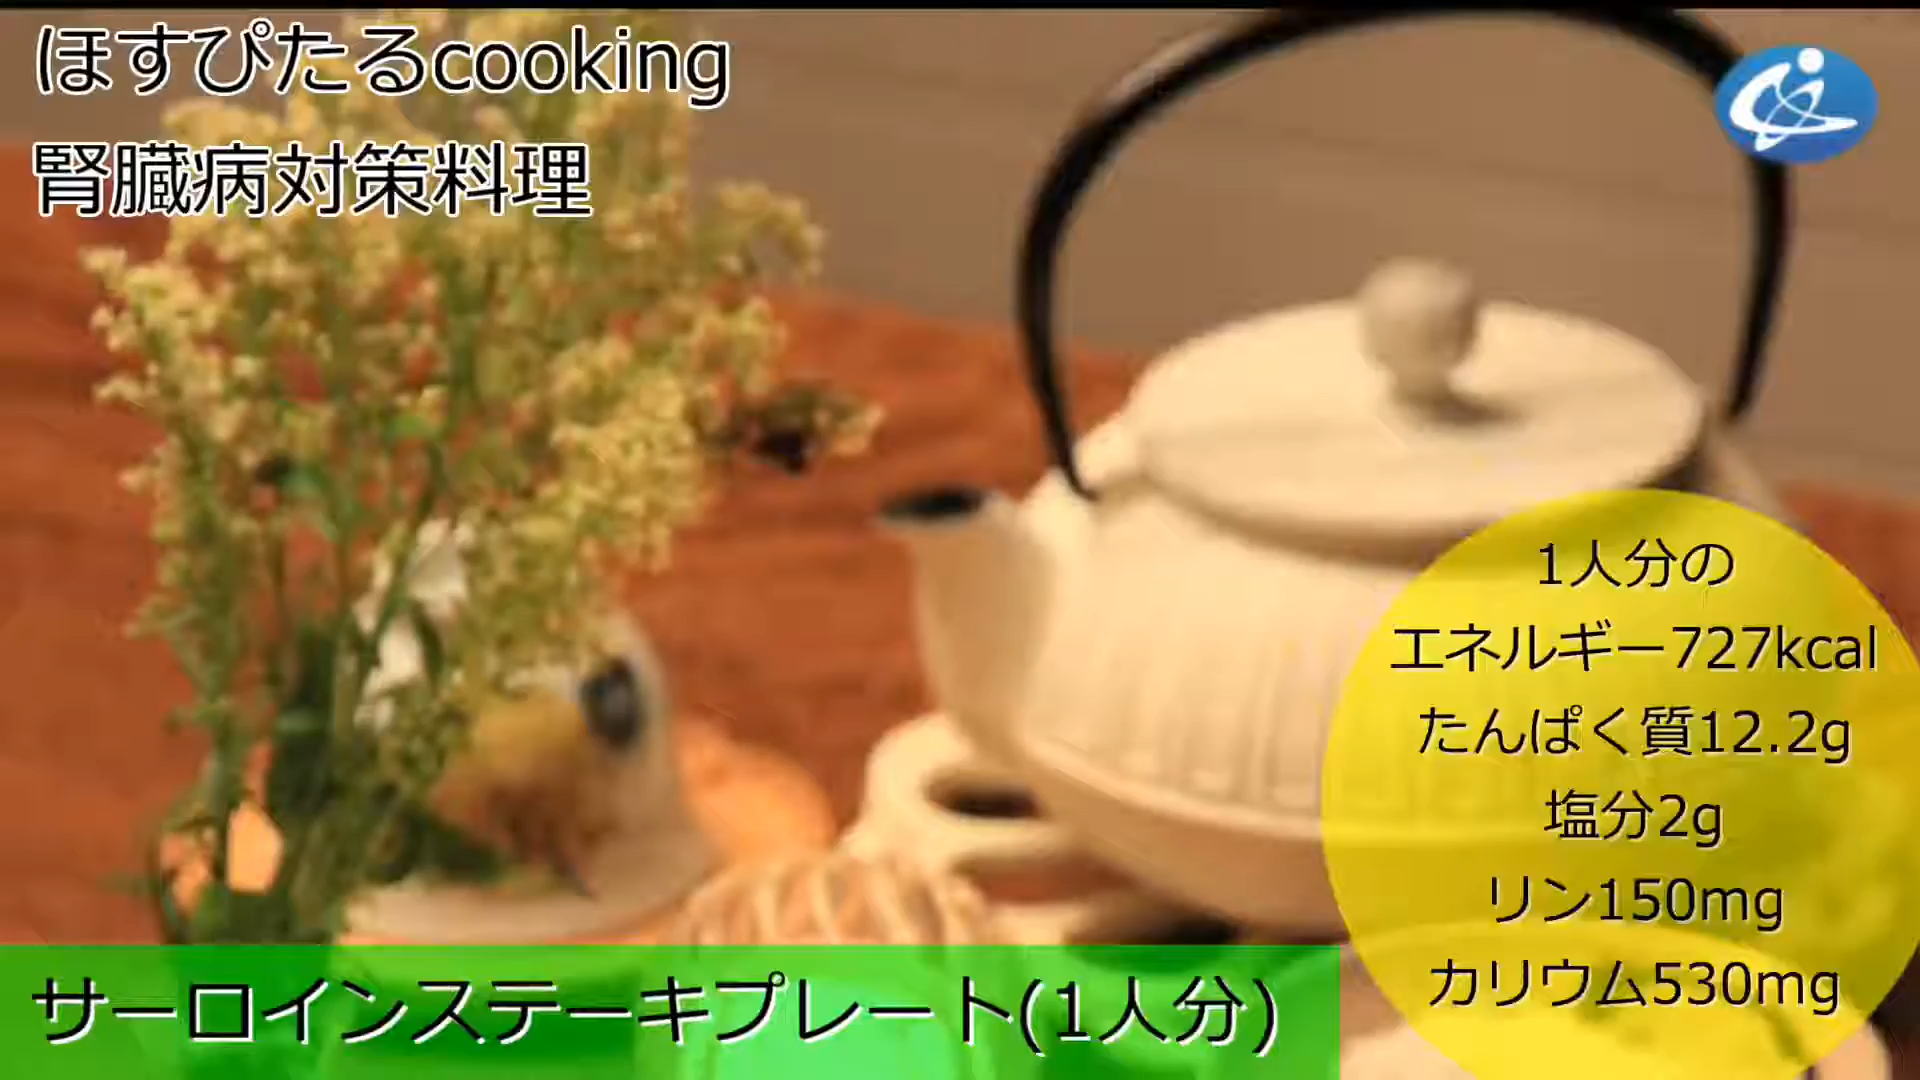 ほすぴたるcooking
腎臓病対策料理
1人分の
エネルギー727kcal
たんぱく質12.2g
塩分2g
リン150mg
カリウム530mg
サーロインステーキプレート(1人分)